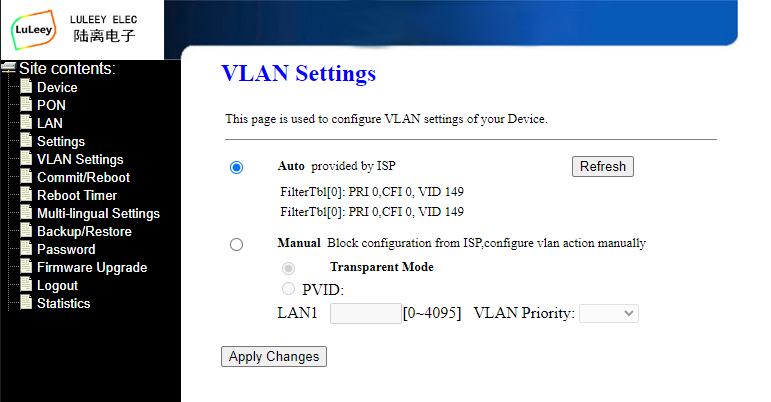 LuLeey
LULEEY ELEC
陆离电子
Site contents:
Device
PON
LAN
Settings
VLAN Settings
Commit/Reboot
Reboot Timer
Multi-lingual Settings
Backup/Restore
Password
Firmware Upgrade
Logout
Statistics
VLAN Settings
This page is used to configure VLAN settings of your Device.
Auto provided by ISP Refresh
FilterTbl[0]: PRI 0,CFI 0, VID 149
FilterTbl[0]: PRI 0,CFI 0, VID 149
Manual Block configuration from ISP,configure vlan action manually
Transparent Mode
PVID:
LAN1 [0~4095] VLAN Priority:
Apply Changes